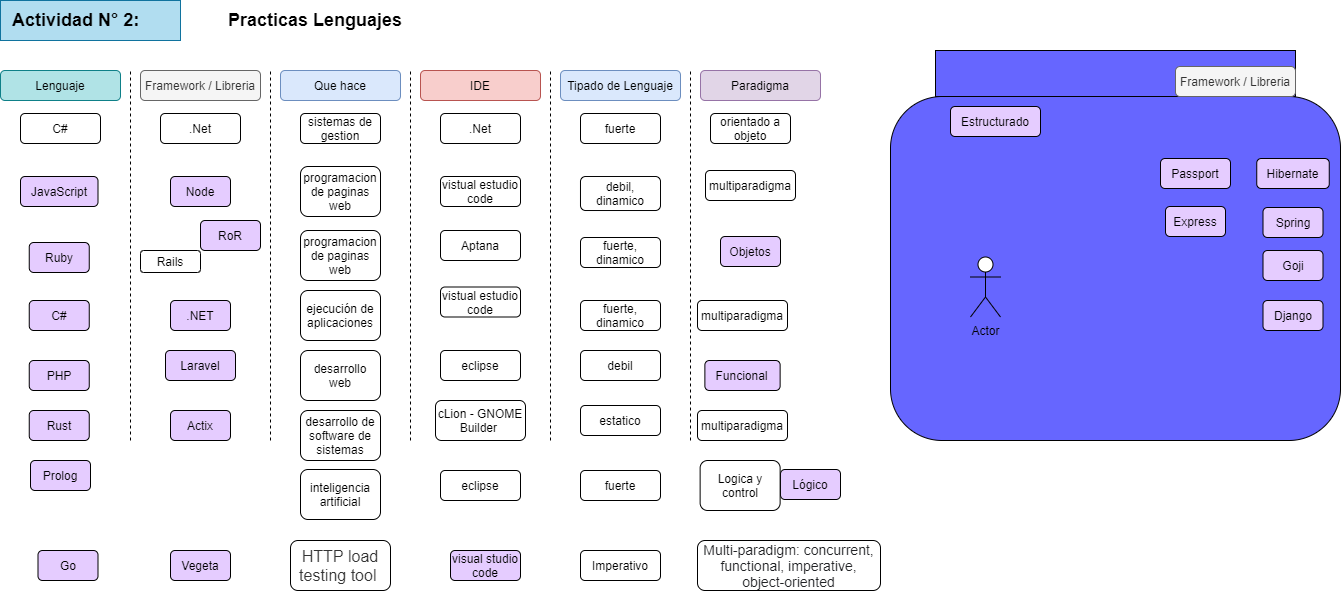 Actividad N° 2:
Practicas Lenguajes
Lenguaje
Framework / Libreria
Que hace
IDE
Tipado de Lenguaje
Paradigma
C#
.Net
sistemas de
gestion
.Net
fuerte
orientado a
objeto
JavaScript
Node
programacion
de paginas
web
vistual estudio
code
debil,
dinamico
multiparadigma
Ruby
RoR
Rails
programacion
de paginas
web
Aptana
fuerte,
dinamico
Objetos
C#
.NET
ejecución de
aplicaciones
vistual estudio
code
fuerte,
dinamico
multiparadigma
PHP
Laravel
desarrollo
web
eclipse
debil
Funcional
Rust
Actix
desarrollo de
software de
sistemas
cLion - GNOME
Builder
estatico
multiparadigma
Prolog
inteligencia
artificial
eclipse
fuerte
Logica y
control
Lógico
Go
Vegeta
HTTP load
testing tool
visual studio
code
Imperativo
Multi-paradigm: concurrent,
functional, imperative,
object-oriented
Framework / Libreria
Estructurado
Passport
Hibernate
Express
Spring
Goji
Django
Actor